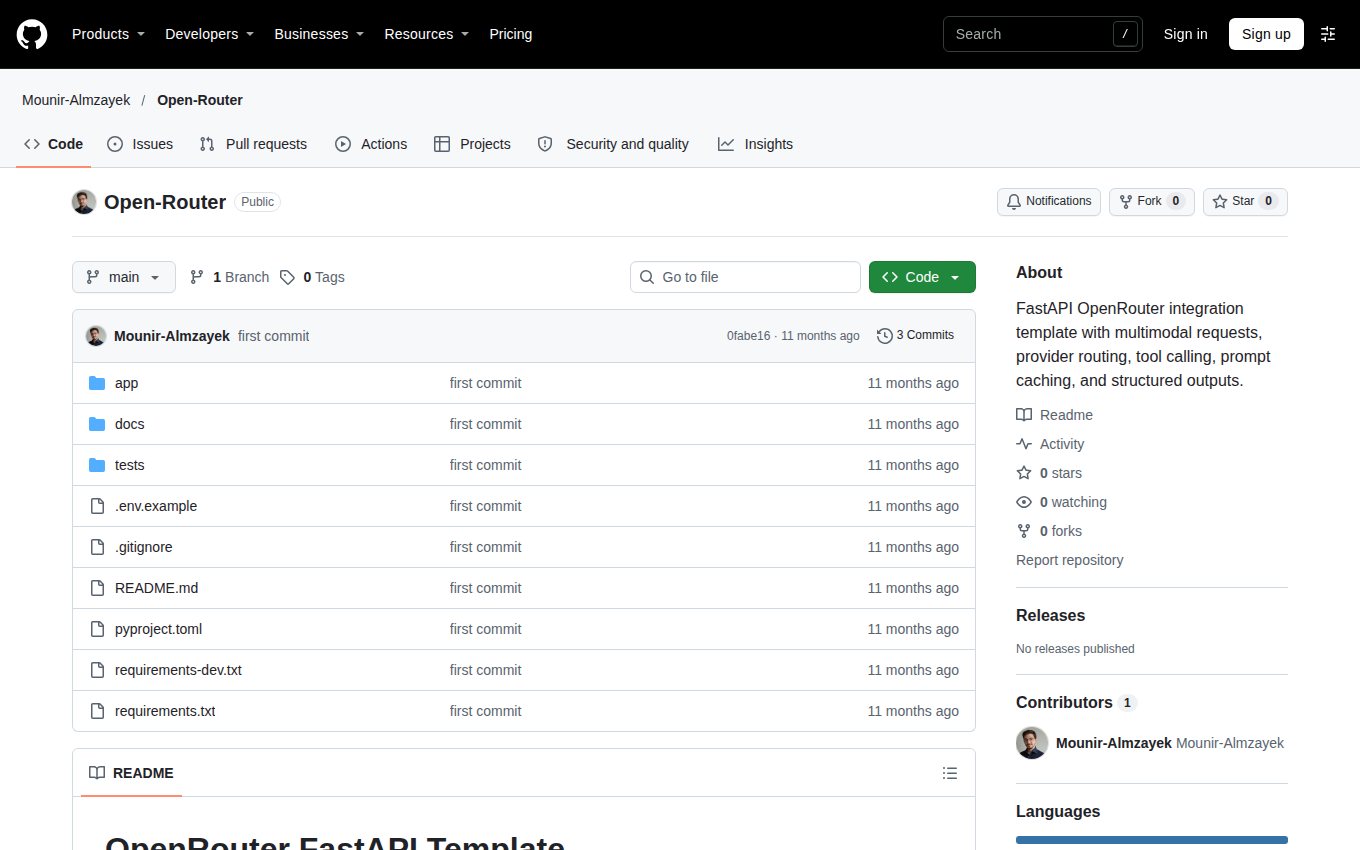 Products Developers Businesses Resources Pricing Search / Sign in Sign up
Mounir-Almzayek / Open-Router
Code Issues Pull requests Actions Projects Security and quality Insights
Open-Router Public Notifications Fork 0 Star 0
main 1 Branch 0 Tags Go to file Code
Mounir-Almzayek first commit 0fabe16 · 11 months ago 3 Commits
app first commit 11 months ago
docs first commit 11 months ago
tests first commit 11 months ago
.env.example first commit 11 months ago
.gitignore first commit 11 months ago
README.md first commit 11 months ago
pyproject.toml first commit 11 months ago
requirements-dev.txt first commit 11 months ago
requirements.txt first commit 11 months ago
README
OpenRouter FastAPI Template
About
FastAPI OpenRouter integration
template with multimodal requests,
provider routing, tool calling, prompt
caching, and structured outputs.
Readme
Activity
0 stars
0 watching
0 forks
Report repository
Releases
No releases published
Contributors 1
Mounir-Almzayek Mounir-Almzayek
Languages